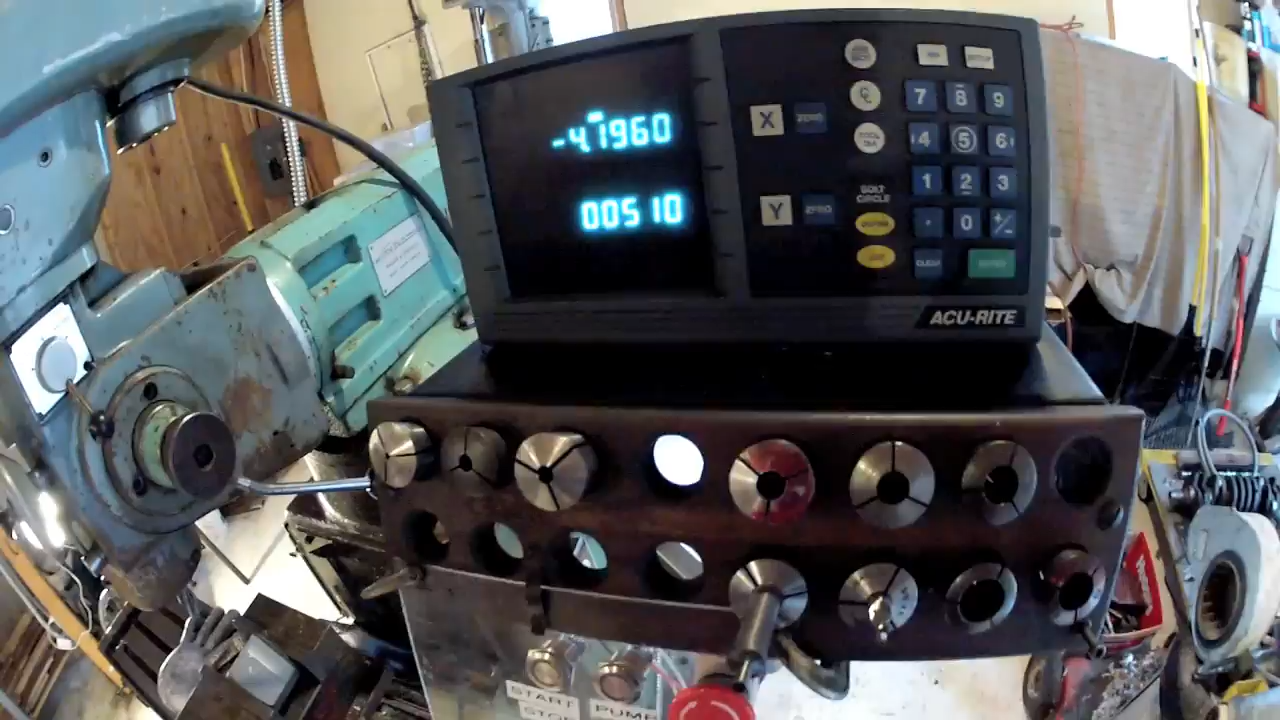 -4.1960
X ZERO
7 8 9
4 5 6
TOOL DIA
1 2 3
00510
Y ZERO
BOLT
CIRCLE
. 0 +/-
CLEAR
ENTER
ACU-RITE
START
PUMP
STOP